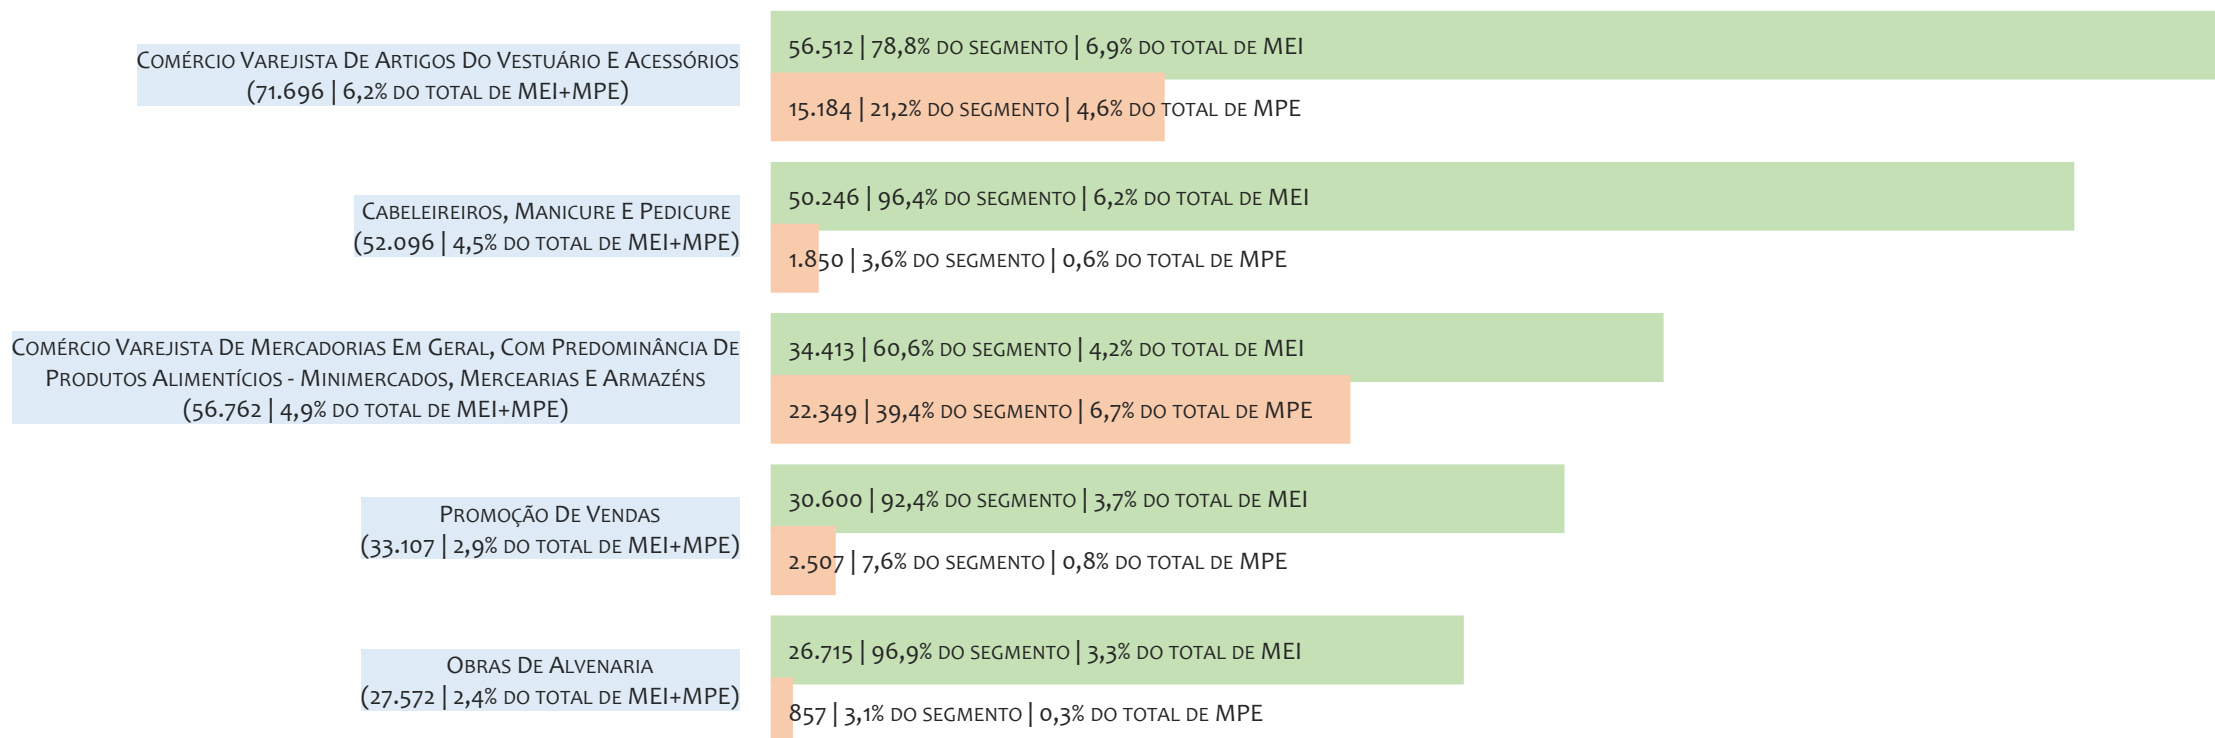 Comércio Varejista De Artigos Do Vestuário E Acessórios
(71.696 | 6,2% do total de MEI+MPE)
56.512 | 78,8% do segmento | 6,9% do total de MEI
15.184 | 21,2% do segmento | 4,6% do total de MPE
Cabeleireiros, Manicure E Pedicure
(52.096 | 4,5% do total de MEI+MPE)
50.246 | 96,4% do segmento | 6,2% do total de MEI
1.850 | 3,6% do segmento | 0,6% do total de MPE
Comércio Varejista De Mercadorias Em Geral, Com Predominância De
Produtos Alimentícios - Minimercados, Mercearias E Armazéns
(56.762 | 4,9% do total de MEI+MPE)
34.413 | 60,6% do segmento | 4,2% do total de MEI
22.349 | 39,4% do segmento | 6,7% do total de MPE
Promoção De Vendas
(33.107 | 2,9% do total de MEI+MPE)
30.600 | 92,4% do segmento | 3,7% do total de MEI
2.507 | 7,6% do segmento | 0,8% do total de MPE
Obras De Alvenaria
(27.572 | 2,4% do total de MEI+MPE)
26.715 | 96,9% do segmento | 3,3% do total de MEI
857 | 3,1% do segmento | 0,3% do total de MPE